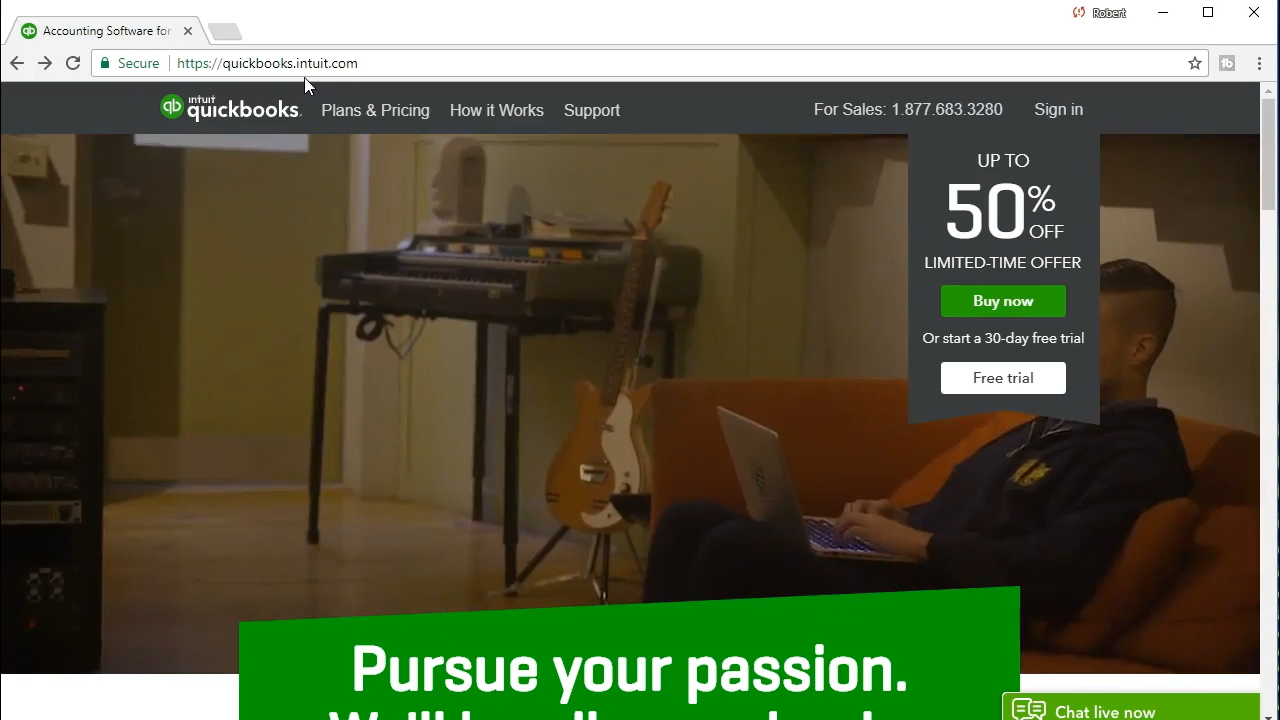 Robert
Accounting Software for
Secure https://quickbooks.intuit.com
qb intuit quickbooks. Plans & Pricing How it Works Support For Sales: 1.877.683.3280 Sign in
UP TO
50% OFF
LIMITED-TIME OFFER
Buy now
Or start a 30-day free trial
Free trial
Pursue your passion.
Chat live now